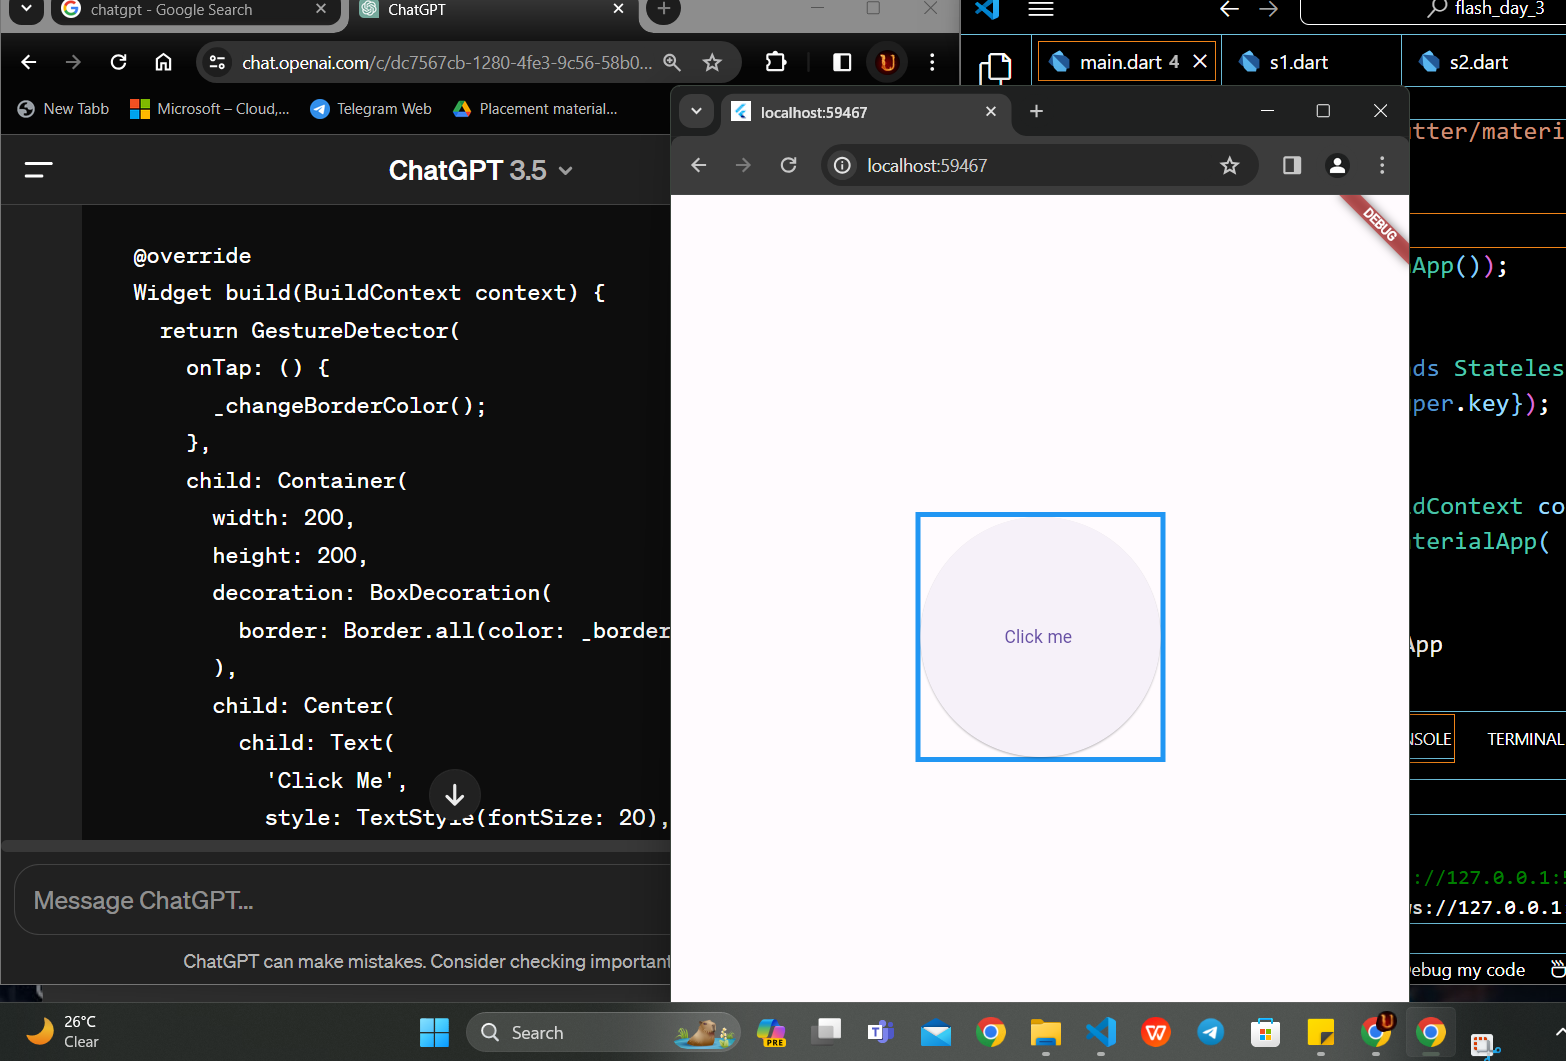 chatgpt - Google Search
ChatGPT
flash_day_3
chat.openai.com/c/dc7567cb-1280-4fe3-9c56-58b0...
main.dart 4
s1.dart
s2.dart
New Tabb
Microsoft – Cloud,...
Telegram Web
Placement material...
localhost:59467
localhost:59467
ChatGPT 3.5
DEBUG
@override
Widget build(BuildContext context) {
return GestureDetector(
onTap: () {
_changeBorderColor();
},
child: Container(
width: 200,
height: 200,
decoration: BoxDecoration(
border: Border.all(color: _border
),
child: Center(
child: Text(
'Click Me',
style: TextStyle(fontSize: 20),
Message ChatGPT...
ChatGPT can make mistakes. Consider checking important
Click me
tter/materi
App());
ds Stateles
per.key});
dContext co
terialApp(
App
NSOLE
TERMINAL
://127.0.0.1:5
ws://127.0.0.1
Debug my code
26°C
Clear
Search
PRE